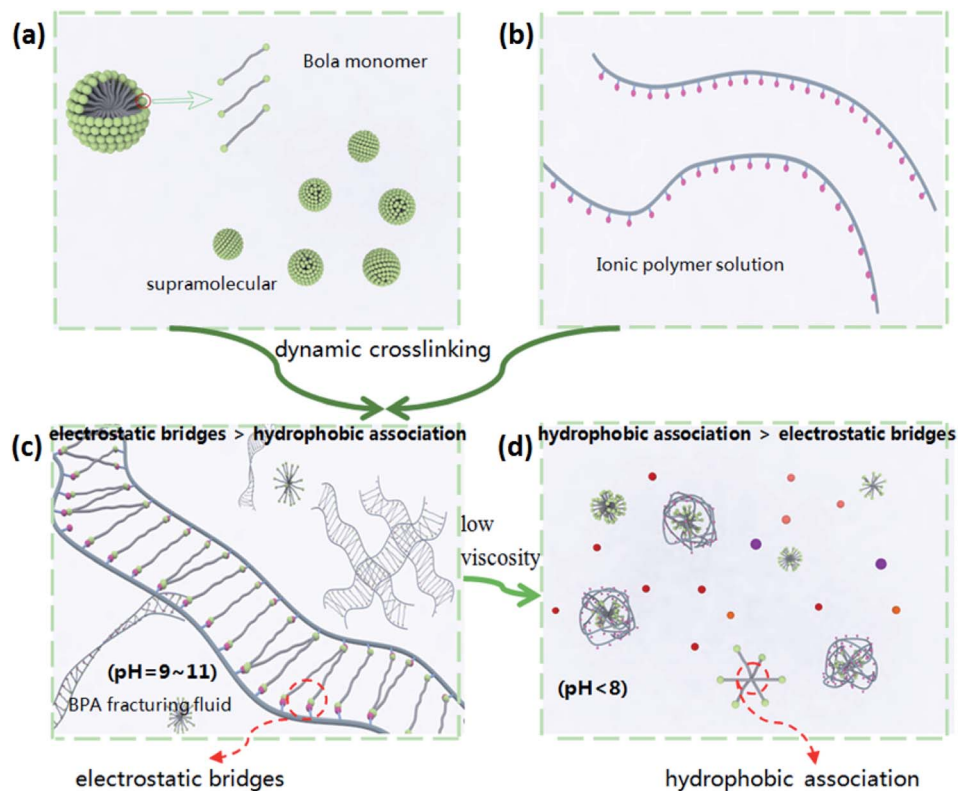 (a)
Bola monomer
supramolecular
(b)
Ionic polymer solution
dynamic crosslinking
(c)
electrostatic bridges > hydrophobic association
(pH=9~11)
BPA fracturing fluid
low
viscosity
(d)
hydrophobic association > electrostatic bridges
(pH<8)
electrostatic bridges
hydrophobic association